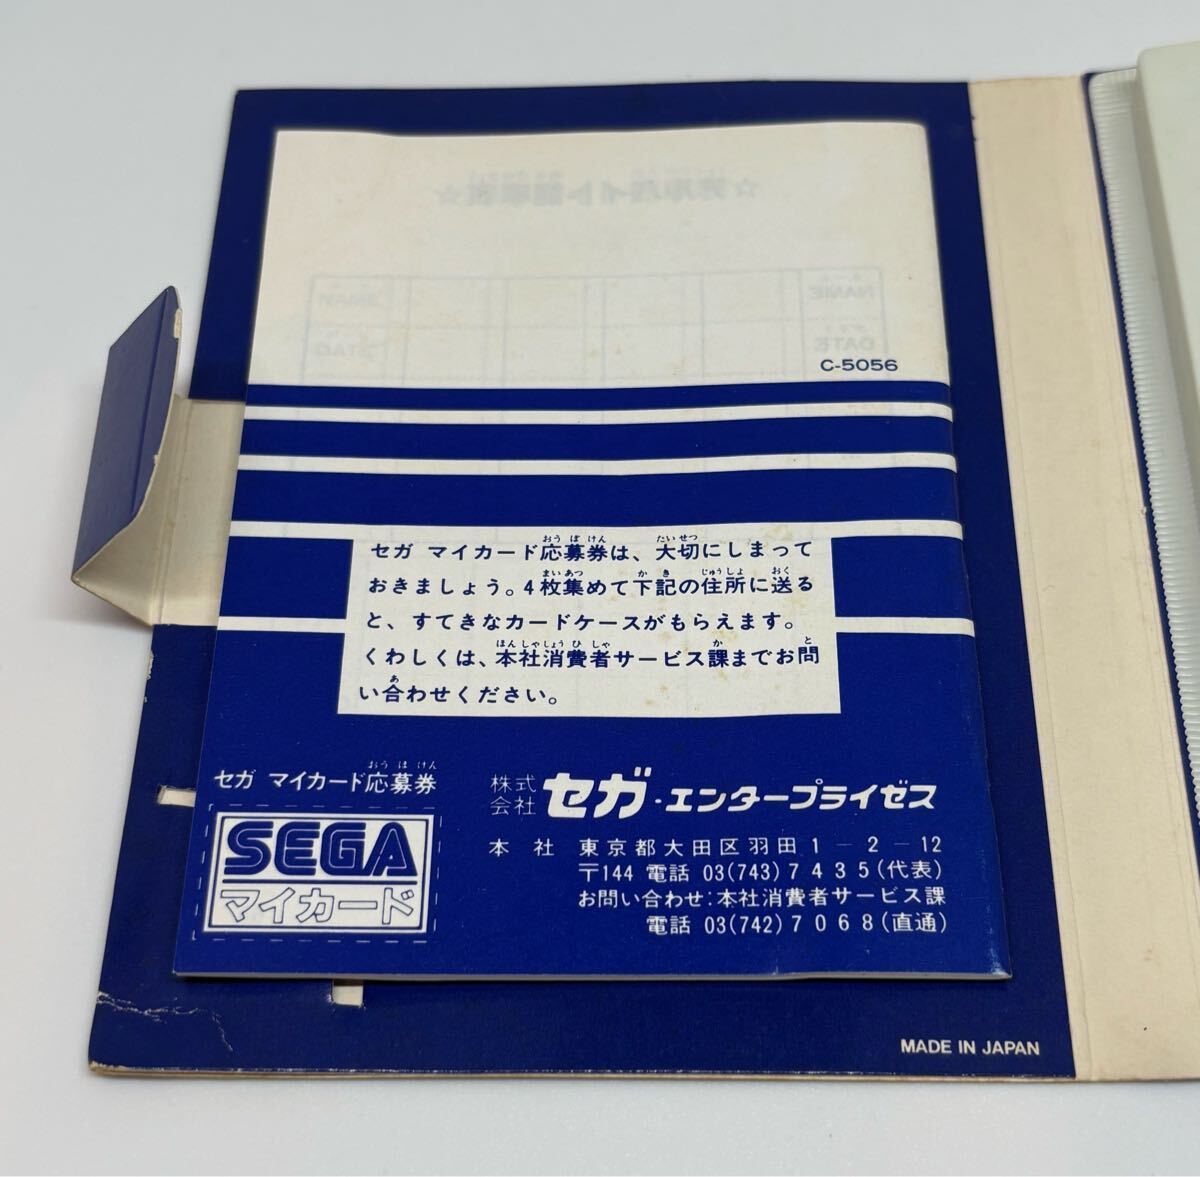 NAME
NAME
DATE
C-5056
セガ マイカード応募券は、大切にしまって
おきましょう。4枚集めて下記の住所に送る
と、すてきなカードケースがもらえます。
くわしくは、本社消費者サービス課までお問
い合わせください。
セガ マイカード応募券
SEGA
マイカード
株式会社 セガ・エンタープライゼス
本社 東京都大田区羽田1-2-12
〒144 電話 03(743)7435(代表)
お問い合わせ:本社消費者サービス課
電話 03(742)7068(直通)
MADE IN JAPAN